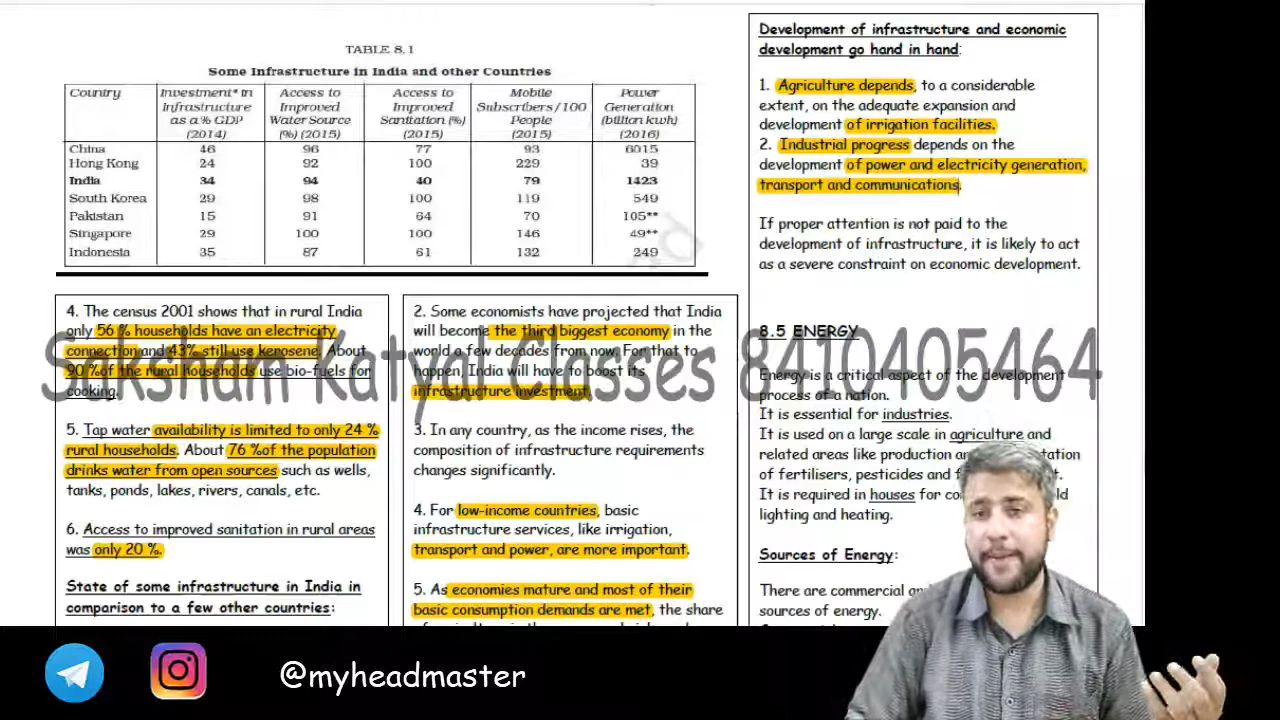 TABLE 8.1
Some Infrastructure in India and other Countries
Country Investment* in Infrastructure as a % GDP (2014) Access to Improved Water Source (%) (2015) Access to Improved Sanitation (%) (2015) Mobile Subscribers/100 People (2015) Power Generation (billion kwh) (2016)
China 46 96 77 93 6015
Hong Kong 24 92 100 229 39
India 34 94 40 79 1423
South Korea 29 98 100 119 549
Pakistan 15 91 64 70 105**
Singapore 29 100 100 146 49**
Indonesia 35 87 61 132 249
4. The census 2001 shows that in rural India
only 56 % households have an electricity
connection and 43% still use kerosene. About
90 %of the rural households use bio-fuels for
cooking.
5. Tap water availability is limited to only 24 %
rural households. About 76 %of the population
drinks water from open sources such as wells,
tanks, ponds, lakes, rivers, canals, etc.
6. Access to improved sanitation in rural areas
was only 20 %.
State of some infrastructure in India in
comparison to a few other countries:
2. Some economists have projected that India
will become the third biggest economy in the
world a few decades from now. For that to
happen, India will have to boost its
infrastructure investment.
3. In any country, as the income rises, the
composition of infrastructure requirements
changes significantly.
4. For low-income countries, basic
infrastructure services, like irrigation,
transport and power, are more important.
5. As economies mature and most of their
basic consumption demands are met, the share
Development of infrastructure and economic
development go hand in hand:
1. Agriculture depends, to a considerable
extent, on the adequate expansion and
development of irrigation facilities.
2. Industrial progress depends on the
development of power and electricity generation,
transport and communications.
If proper attention is not paid to the
development of infrastructure, it is likely to act
as a severe constraint on economic development.
8.5 ENERGY
Energy is a critical aspect of the development
process of a nation.
It is essential for industries.
It is used on a large scale in agriculture and
related areas like production an
of fertilisers, pesticides and
It is required in houses for
lighting and heating.
Sources of Energy:
There are commercial an
sources of energy.
Saksham Katyal Classes 8410405464
@myheadmaster